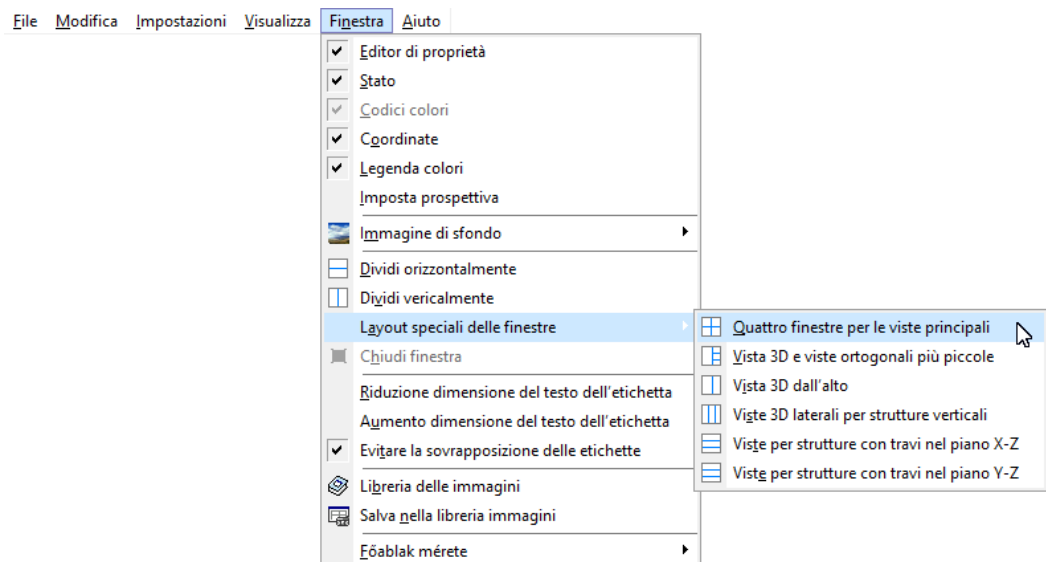 File Modifica Impostazioni Visualizza Finestra Aiuto
Editor di proprietà
Stato
Codici colori
Coordinate
Legenda colori
Imposta prospettiva
Immagine di sfondo
Dividi orizzontalmente
Dividi vericalmente
Layout speciali delle finestre
Quattro finestre per le viste principali
Chiudi finestra
Vista 3D e viste ortogonali più piccole
Vista 3D dall'alto
Riduzione dimensione del testo dell'etichetta
Viste 3D laterali per strutture verticali
Aumento dimensione del testo dell'etichetta
Viste per strutture con travi nel piano X-Z
Evitare la sovrapposizione delle etichette
Viste per strutture con travi nel piano Y-Z
Libreria delle immagini
Salva nella libreria immagini
Főablak mérete